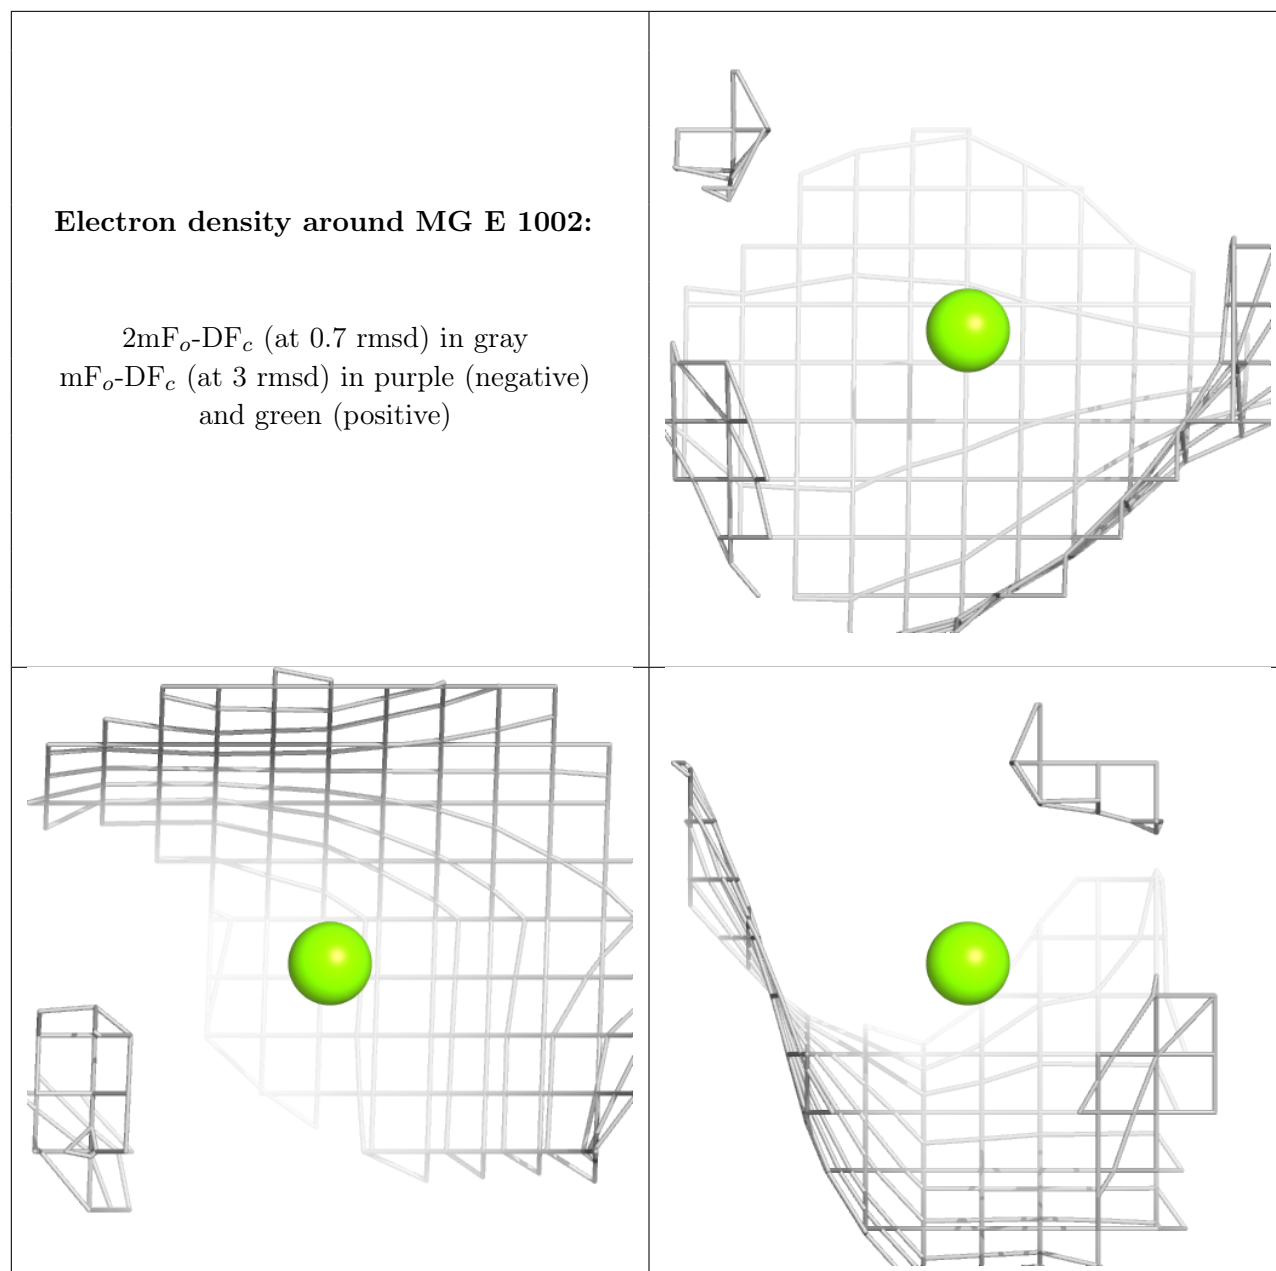 Electron density around MG E 1002:
2mFₒ-DF𝒸 (at 0.7 rmsd) in gray
mFₒ-DF𝒸 (at 3 rmsd) in purple (negative)
and green (positive)